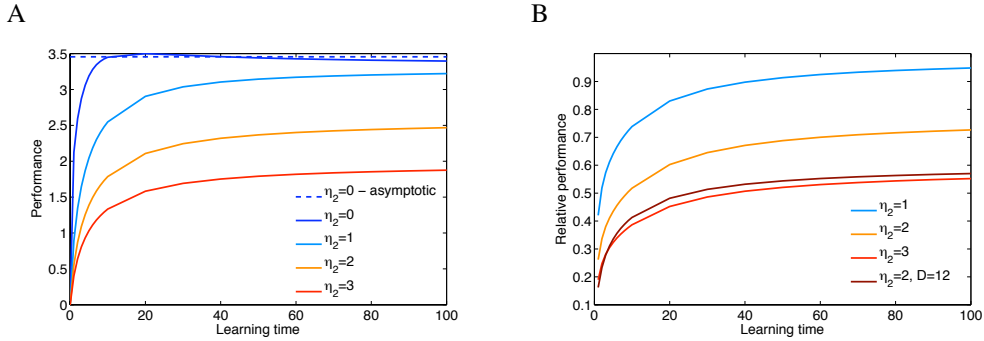 A
B
3.5
3
2.5
2
1.5
1
0.5
0
Performance
0
20
40
60
80
100
Learning time
η₂=0 – asymptotic
η₂=0
η₂=1
η₂=2
η₂=3
0.9
0.8
0.7
0.6
0.5
0.4
0.3
0.2
0.1
Relative performance
0
20
40
60
80
100
Learning time
η₂=1
η₂=2
η₂=3
η₂=2, D=12